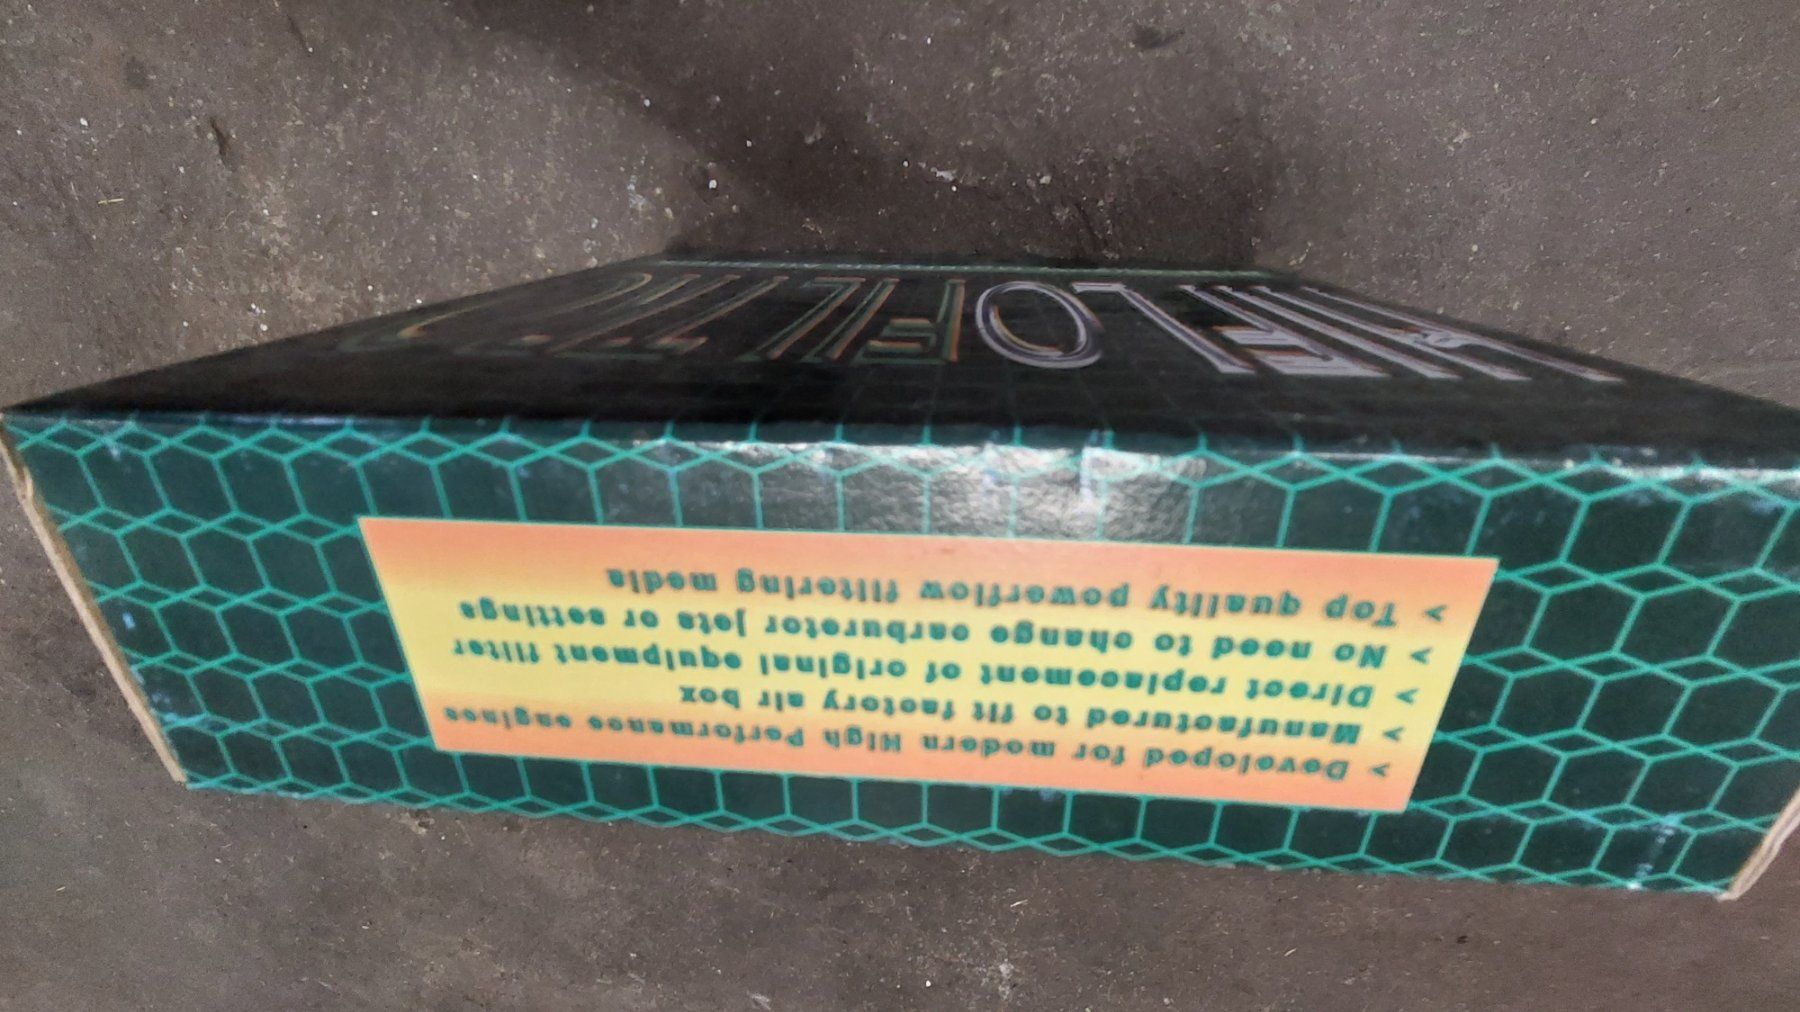 > Developed for modern High Performance engines
> Manufactured to fit factory air box
> Direct replacement of original equipment filter
> No need to change carburetor jets or settings
> Top quality powerflow filtering media
HIFLOFILTRO